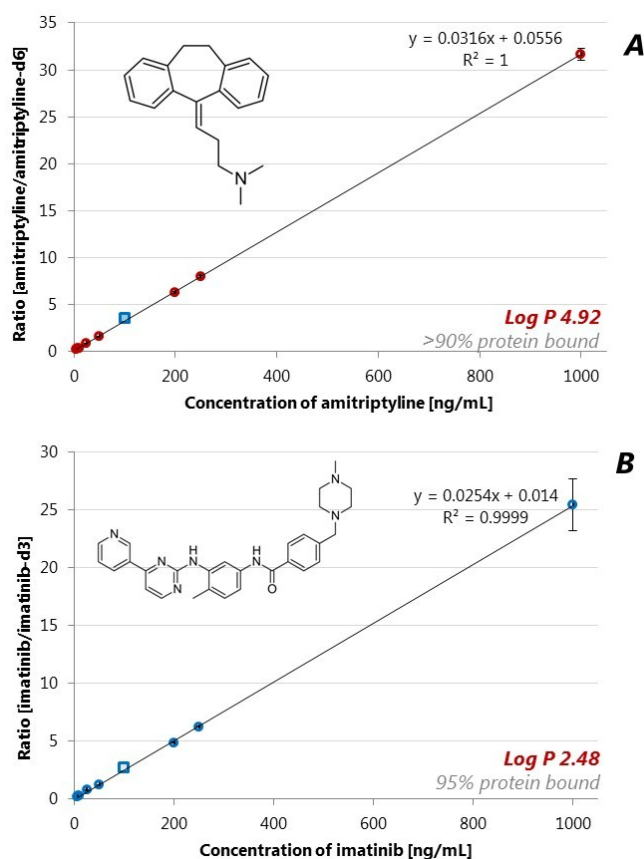 A
35
30
25
20
15
10
5
0
Ratio [amitriptyline/amitriptyline-d6]
y = 0.0316x + 0.0556
R² = 1
N
Log P 4.92
>90% protein bound
0 200 400 600 800 1000
Concentration of amitriptyline [ng/mL]
B
30
25
20
15
10
5
0
Ratio [imatinib/imatinib-d3]
y = 0.0254x + 0.014
R² = 0.9999
N
N
N
N
H
N
N
H
N
O
Log P 2.48
95% protein bound
0 200 400 600 800 1000
Concentration of imatinib [ng/mL]